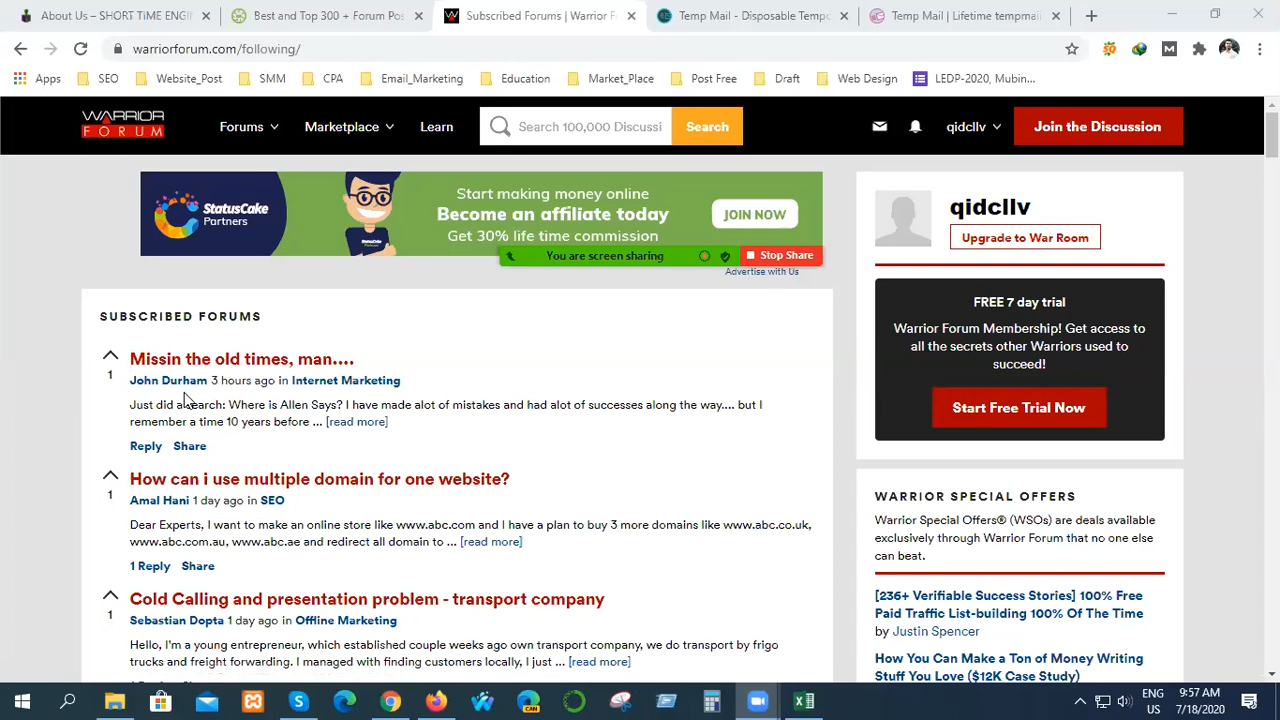 About Us – SHORT TiME ENGL
Best and Top 300 + Forum Pos
Subscribed Forums | Warrior F
Temp Mail - Disposable Tempo
Temp Mail | Lifetime tempmail
warriorforum.com/following/
Apps SEO Website_Post SMM CPA Email_Marketing Education Market_Place Post Free Draft Web Design LEDP-2020, Mubin...
WARRIOR FORUM
Forums Marketplace Learn Search 100,000 Discussi Search qidcllv Join the Discussion
StatusCake Partners
Start making money online
Become an affiliate today
Get 30% life time commission
JOIN NOW
You are screen sharing Stop Share
Advertise with Us
qidcllv
Upgrade to War Room
FREE 7 day trial
Warrior Forum Membership! Get access to
all the secrets other Warriors used to
succeed!
Start Free Trial Now
SUBSCRIBED FORUMS
Missin the old times, man....
1
John Durham 3 hours ago in Internet Marketing
Just did a search: Where is Allen Says? I have made alot of mistakes and had alot of successes along the way.... but I
remember a time 10 years before ... [read more]
Reply Share
How can i use multiple domain for one website?
1
Amal Hani 1 day ago in SEO
Dear Experts, I want to make an online store like www.abc.com and I have a plan to buy 3 more domains like www.abc.co.uk,
www.abc.com.au, www.abc.ae and redirect all domain to ... [read more]
1 Reply Share
Cold Calling and presentation problem - transport company
1
Sebastian Dopta 1 day ago in Offline Marketing
Hello, I'm a young entrepreneur, which established couple weeks ago own transport company, we do transport by frigo
trucks and freight forwarding. I managed with finding customers locally, I just ... [read more]
WARRIOR SPECIAL OFFERS
Warrior Special Offers® (WSOs) are deals available
exclusively through Warrior Forum that no one else
can beat.
[236+ Verifiable Success Stories] 100% Free
Paid Traffic List-building 100% Of The Time
by Justin Spencer
How You Can Make a Ton of Money Writing
Stuff You Love ($12K Case Study)
CAN
ENG
US
9:57 AM
7/18/2020